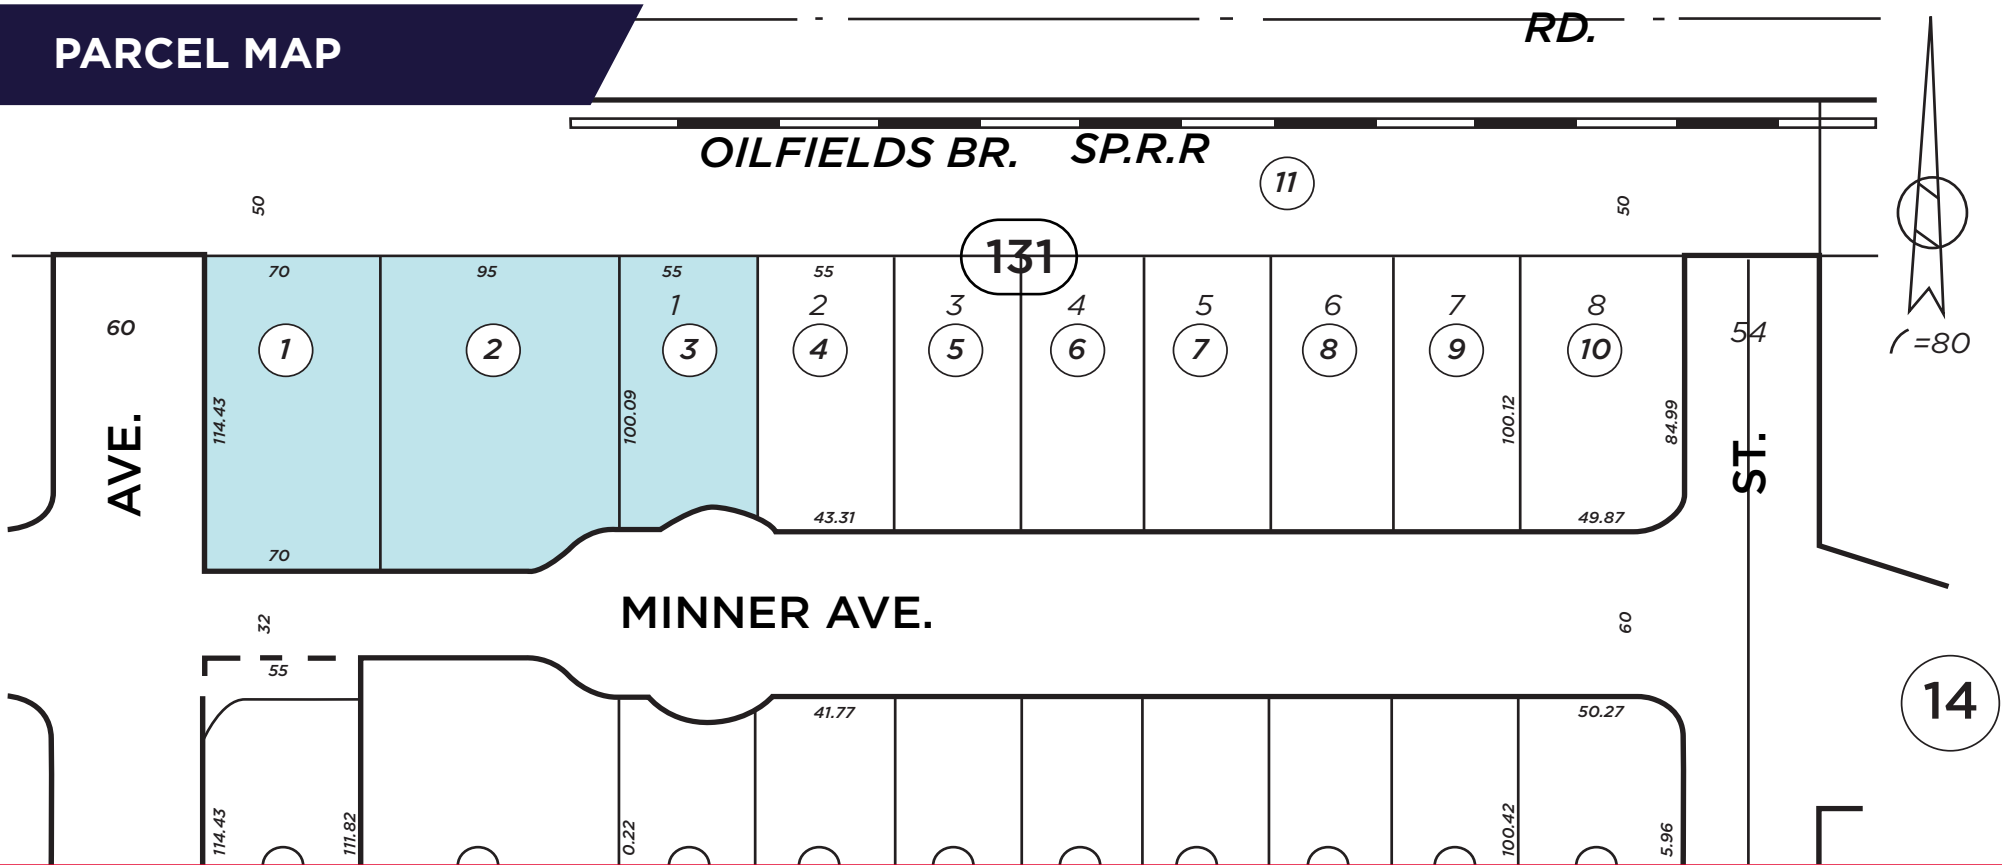 PARCEL MAP
RD.
OILFIELDS BR. SP.R.R
11
50 50
131
70 95 55 55
1 2 3 4 5 6 7 8
60 54
1 2 3 4 5 6 7 8 9 10
=80
114.43 100.09 100.12 84.99
AVE. ST.
43.31 49.87
70
MINNER AVE.
32 60
55
14
41.77 50.27
114.43 111.82 0.22 100.42 5.96